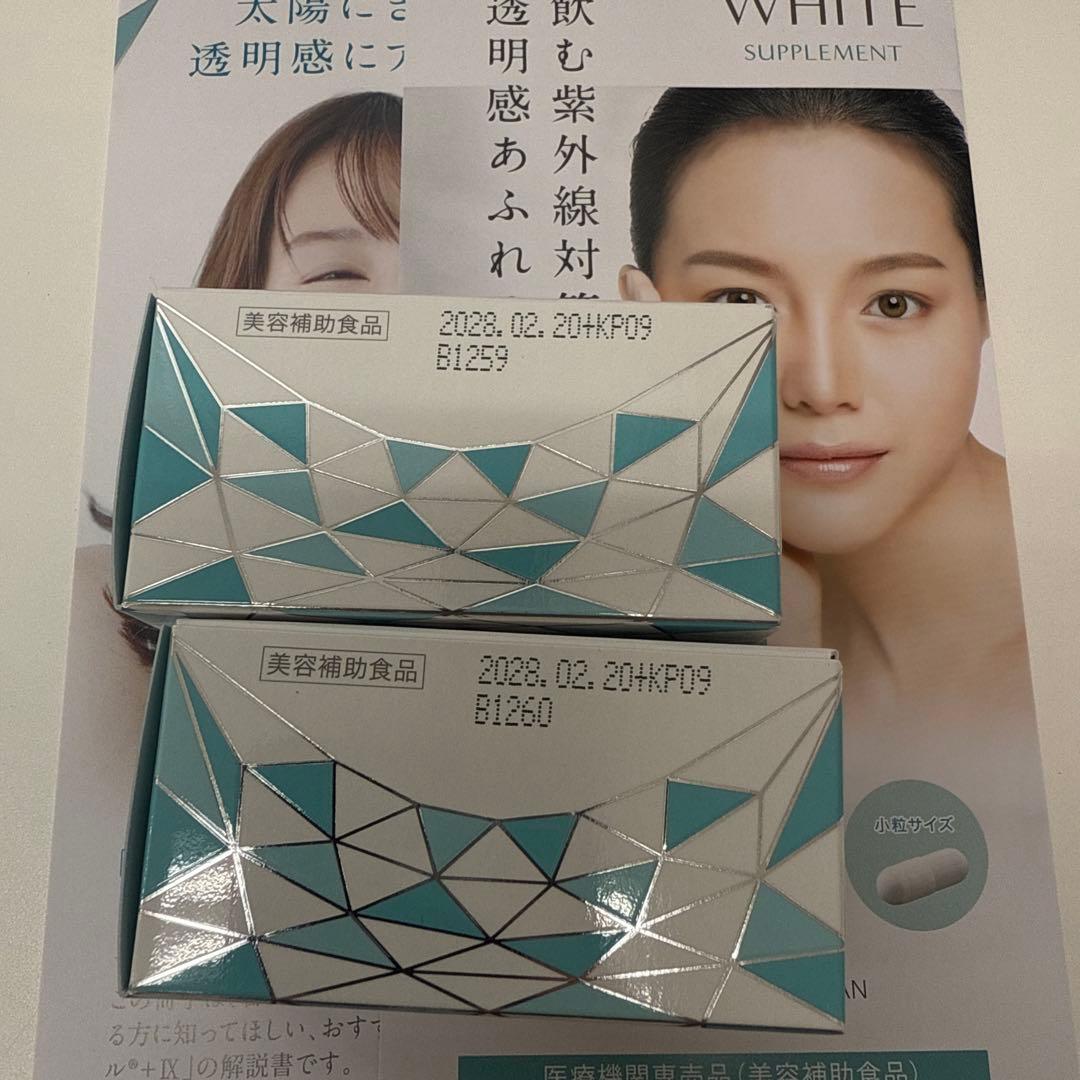 太陽に
透明感に
飲む紫外線対
透明感あふれ
WHITE
SUPPLEMENT
美容補助食品
2028.02.20+KP09
B1259
美容補助食品
2028.02.20+KP09
B1260
小粒サイズ
AN
る方に知ってほしい、おす
ル®+Ⅸ」の解説書です。
医療機関専売品(美容補助食品)